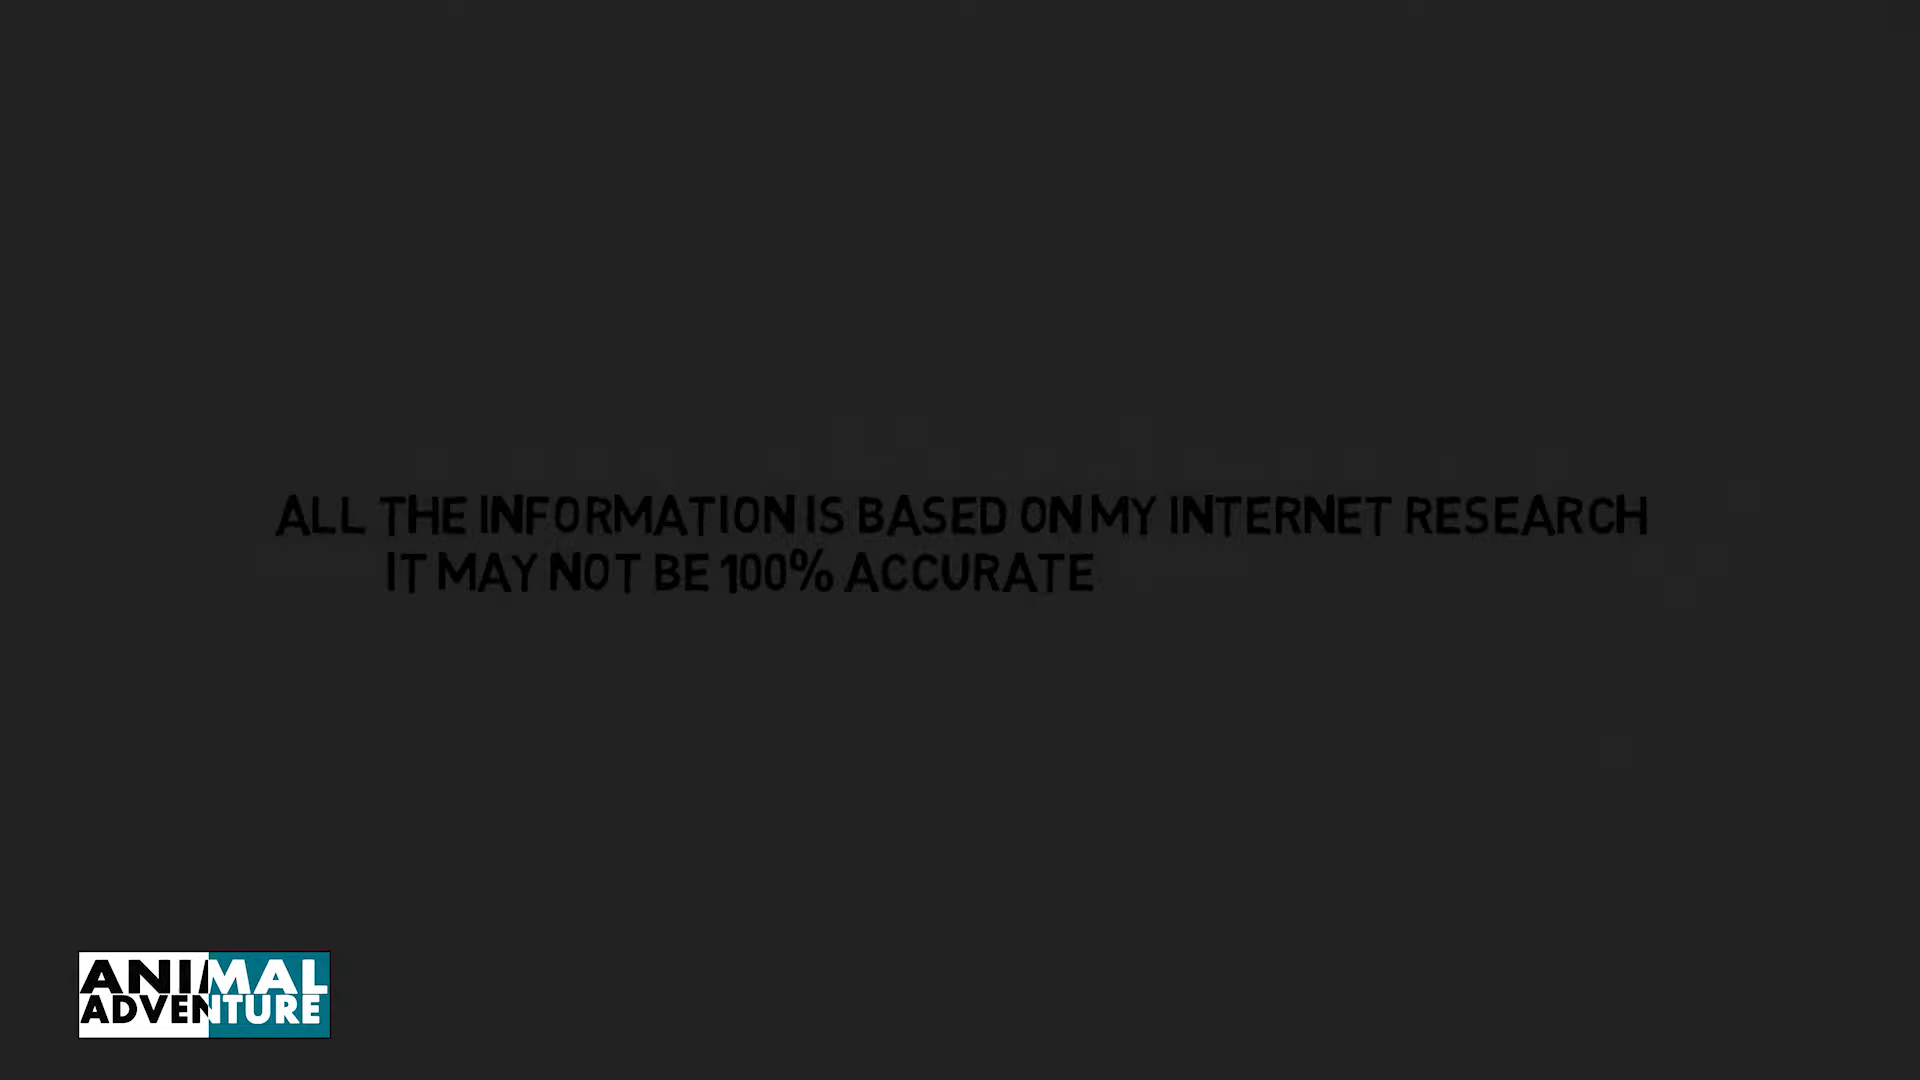 ALL THE INFORMATION IS BASED ON MY INTERNET RESEARCH
IT MAY NOT BE 100% ACCURATE
ANIMAL
ADVENTURE